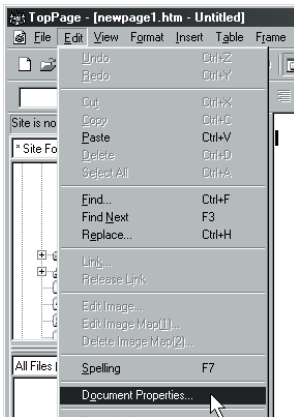 TopPage - [newpage1.htm - Untitled]
File Edit View Format Insert Table Frame
Undo Ctrl+Z
Redo Ctrl+Y
Cut Ctrl+X
Copy Ctrl+C
Site is no
Paste Ctrl+V
* Site Fo
Delete Ctrl+D
Select All Ctrl+A
Find... Ctrl+F
Find Next F3
Replace... Ctrl+H
Link...
Release Link
Edit Image...
Edit Image Map[1]...
Delete Image Map[2]...
All Files
Spelling F7
Document Properties...